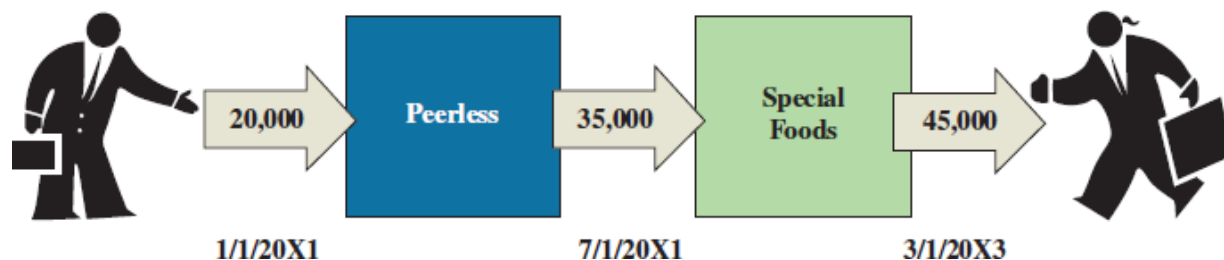 20,000
Peerless
35,000
Special
Foods
45,000
1/1/20X1
7/1/20X1
3/1/20X3